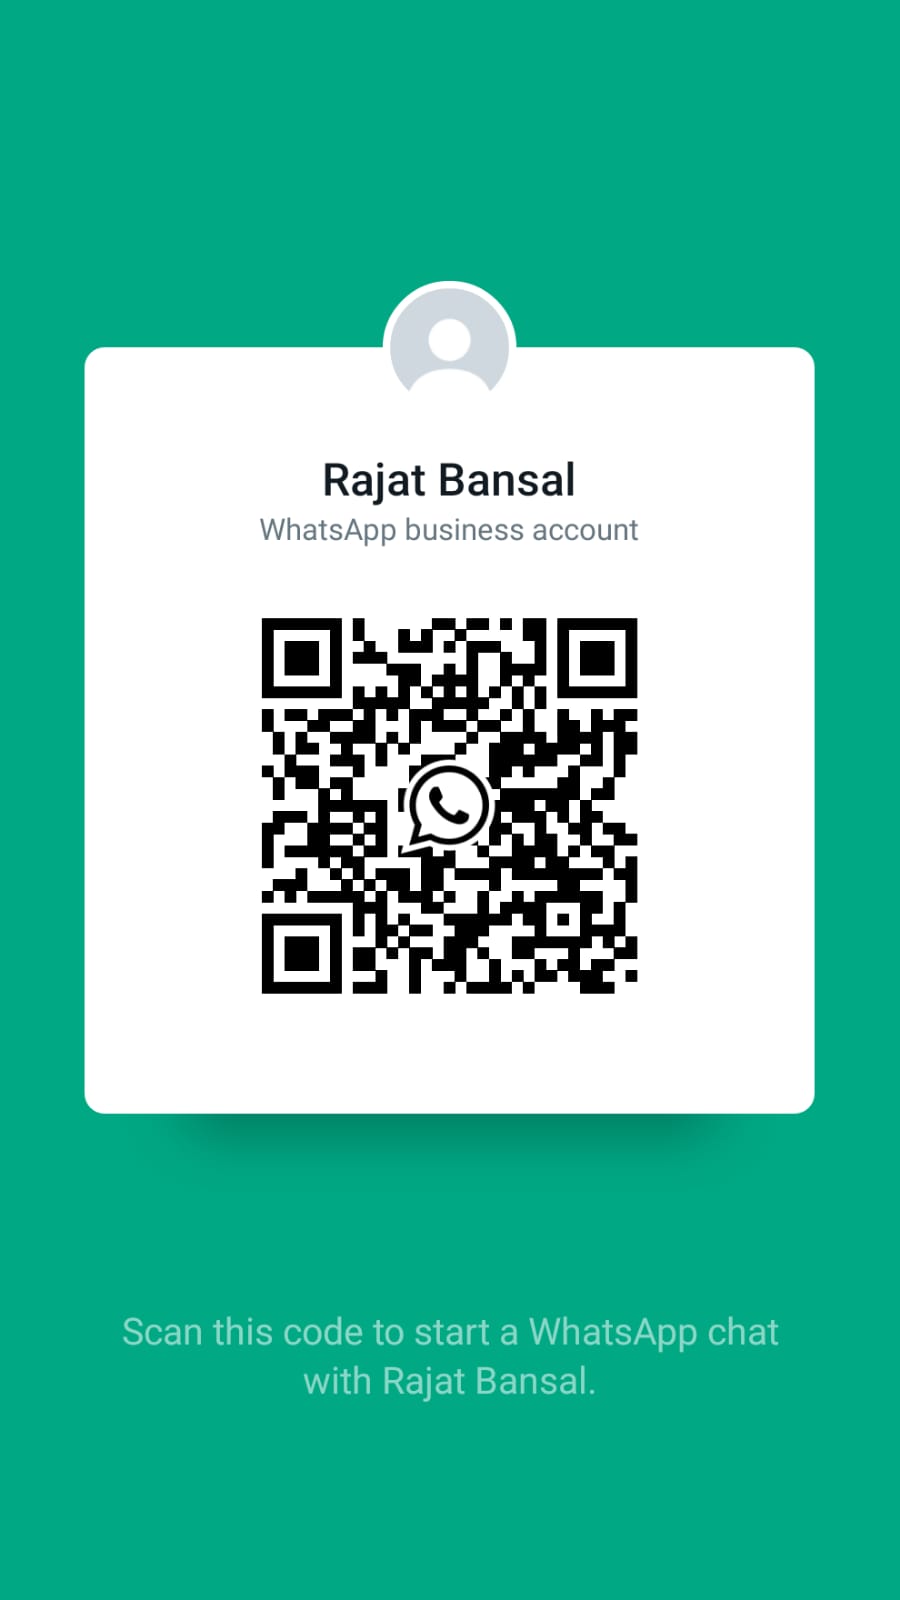 Rajat Bansal
WhatsApp business account
Scan this code to start a WhatsApp chat
with Rajat Bansal.